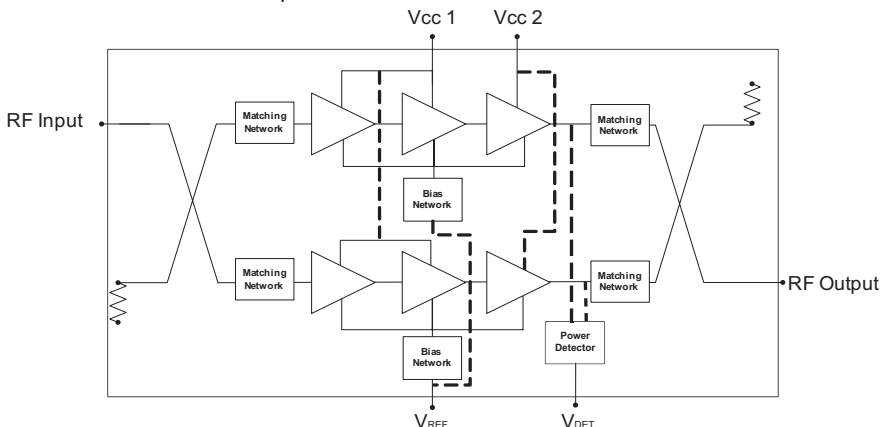 Vcc 1 Vcc 2
RF Input
Matching
Network
Matching
Network
Bias
Network
Matching
Network
Matching
Network
RF Output
Power
Detector
Bias
Network
VREF VDET